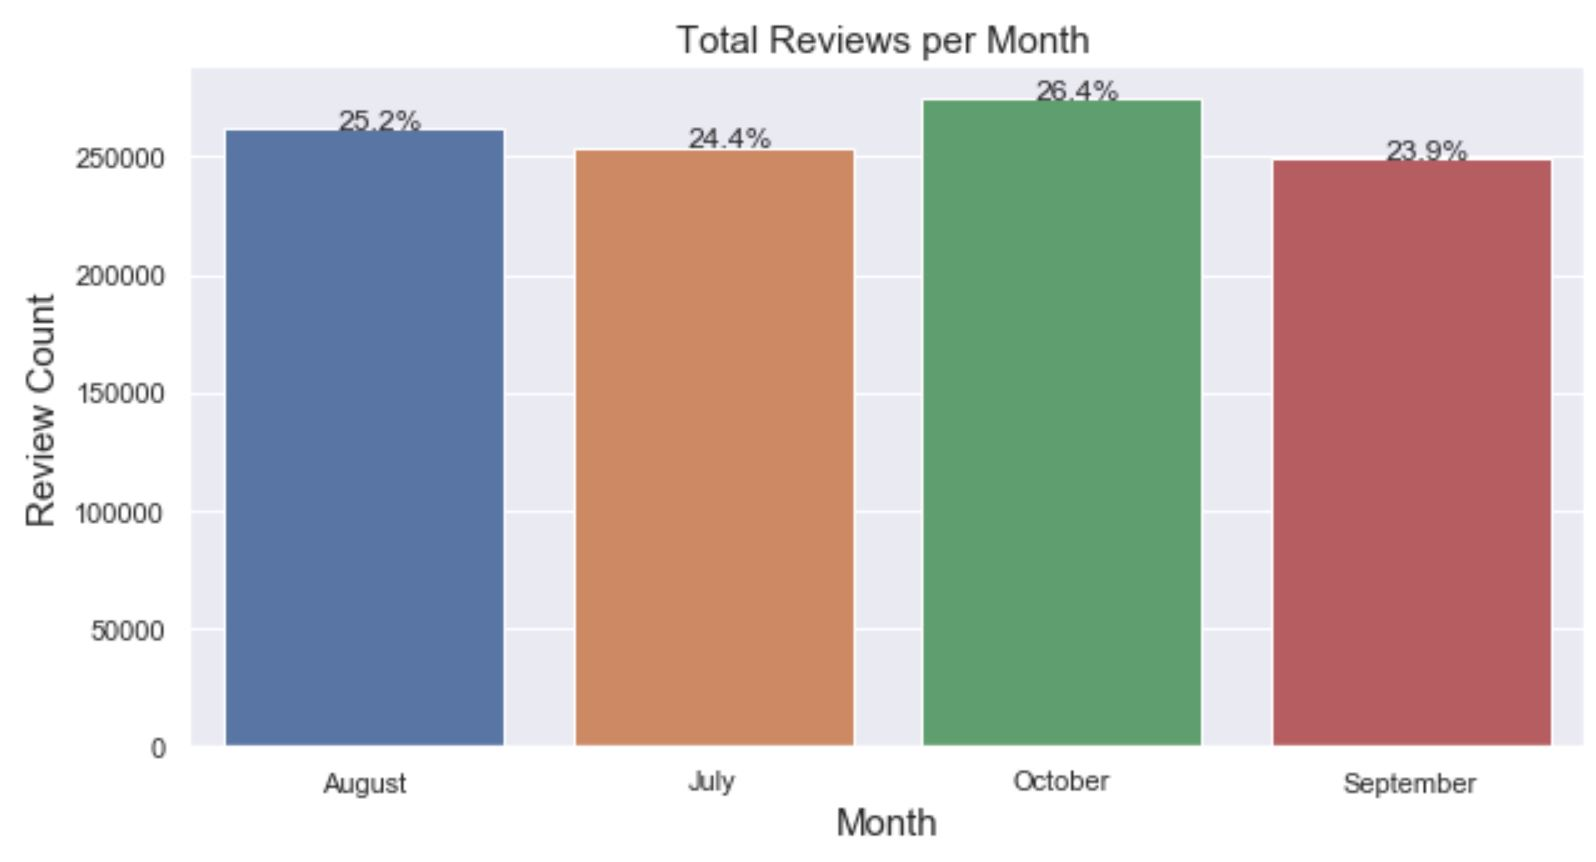 Total Reviews per Month
26.4%
25.2%
24.4%
23.9%
250000
200000
150000
100000
50000
0
Review Count
August
July
October
September
Month